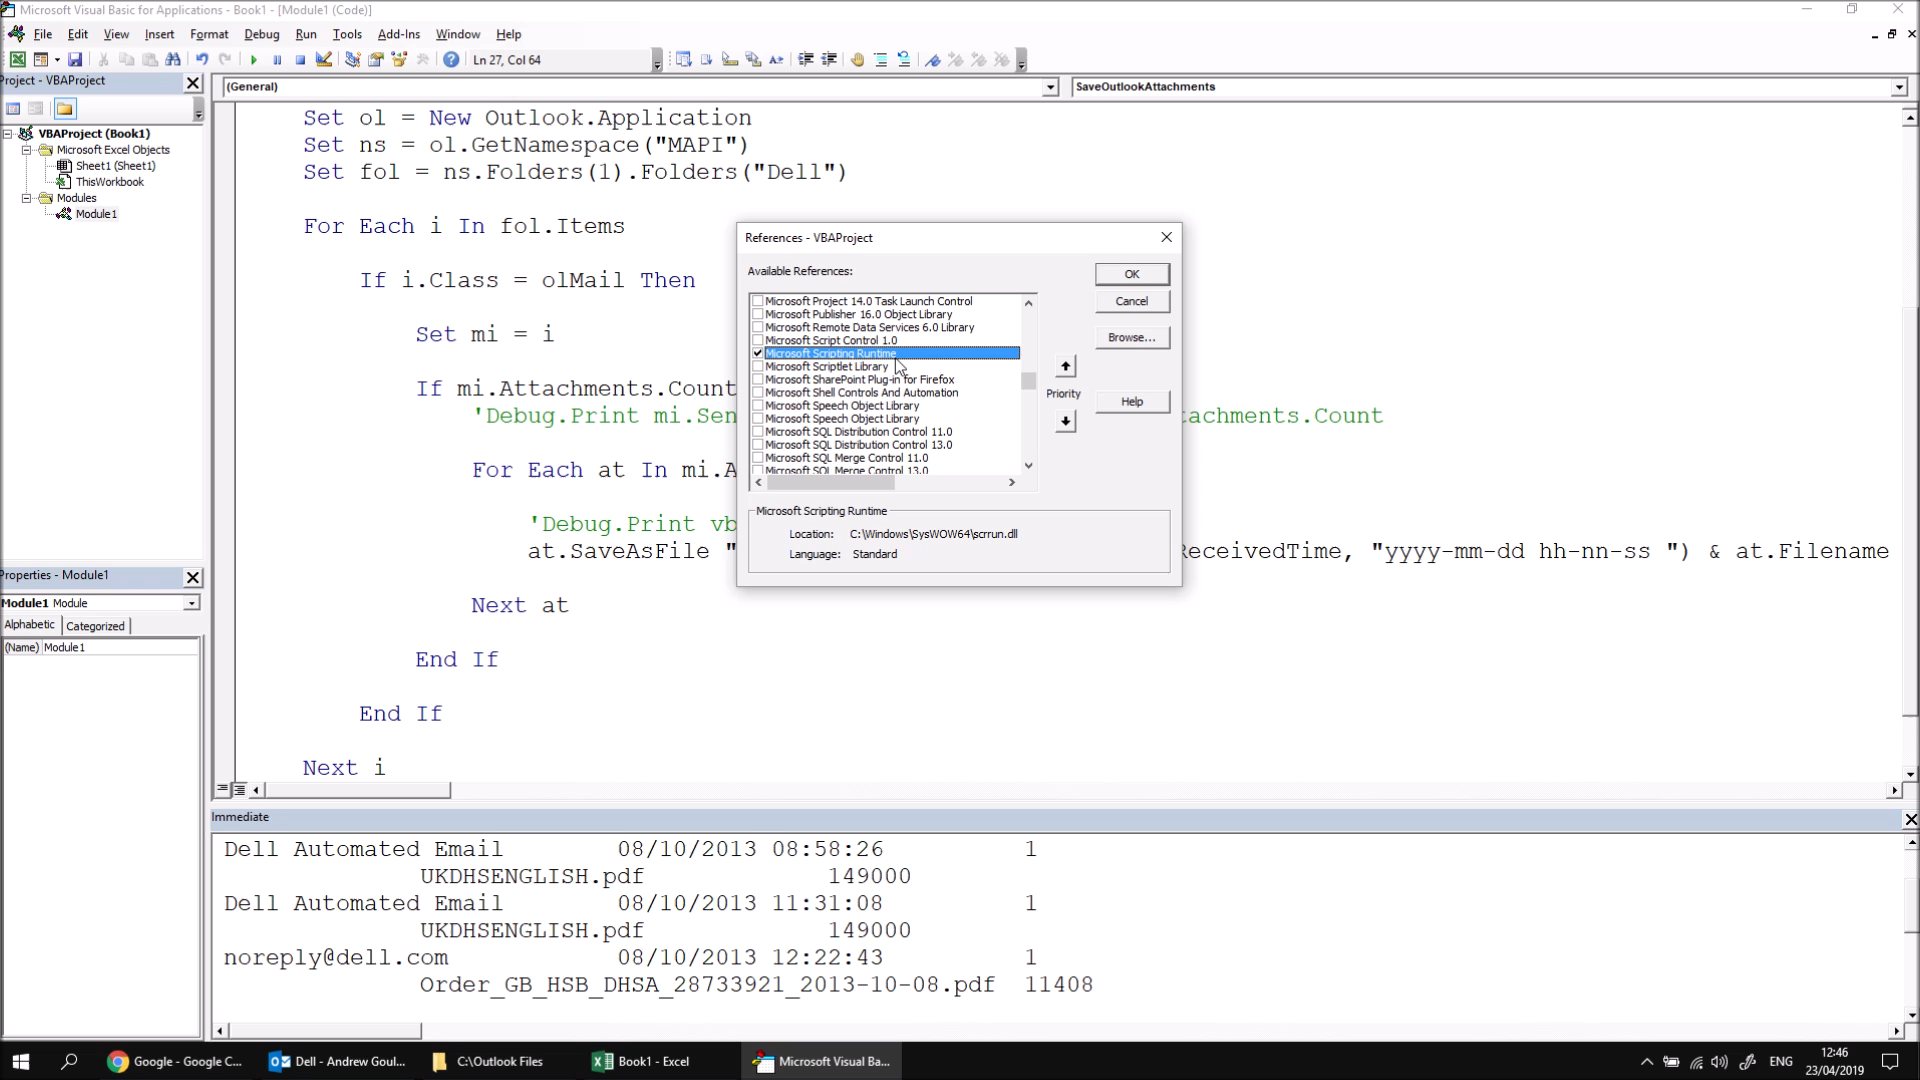 Microsoft Visual Basic for Applications - Book1 - [Module1 (Code)]
File Edit View Insert Format Debug Run Tools Add-Ins Window Help
Ln 27, Col 64
Project - VBAProject
(General)
SaveOutlookAttachments
VBAProject (Book1)
Microsoft Excel Objects
Sheet1 (Sheet1)
ThisWorkbook
Modules
Module1
Properties - Module1
Module1 Module
Alphabetic Categorized
(Name) Module1
Set ol = New Outlook.Application
Set ns = ol.GetNamespace("MAPI")
Set fol = ns.Folders(1).Folders("Dell")
For Each i In fol.Items
If i.Class = olMail Then
Set mi = i
If mi.Attachments.Count
'Debug.Print mi.Sen tachments.Count
For Each at In mi.A
'Debug.Print vb
at.SaveAsFile " ReceivedTime, "yyyy-mm-dd hh-nn-ss ") & at.Filename
Next at
End If
End If
Next i
References - VBAProject
Available References:
Microsoft Project 14.0 Task Launch Control
Microsoft Publisher 16.0 Object Library
Microsoft Remote Data Services 6.0 Library
Microsoft Script Control 1.0
Microsoft Scripting Runtime
Microsoft Scriptlet Library
Microsoft SharePoint Plug-in for Firefox
Microsoft Shell Controls And Automation
Microsoft Speech Object Library
Microsoft Speech Object Library
Microsoft SQL Distribution Control 11.0
Microsoft SQL Distribution Control 13.0
Microsoft SQL Merge Control 11.0
Microsoft SQL Merge Control 13.0
OK
Cancel
Browse...
Priority
Help
Microsoft Scripting Runtime
Location: C:\Windows\SysWOW64\scrrun.dll
Language: Standard
Immediate
Dell Automated Email 08/10/2013 08:58:26 1
UKDHSENGLISH.pdf 149000
Dell Automated Email 08/10/2013 11:31:08 1
UKDHSENGLISH.pdf 149000
noreply@dell.com 08/10/2013 12:22:43 1
Order_GB_HSB_DHSA_28733921_2013-10-08.pdf 11408
Google - Google C...
Dell - Andrew Goul...
C:\Outlook Files
Book1 - Excel
Microsoft Visual Ba...
ENG
12:46
23/04/2019